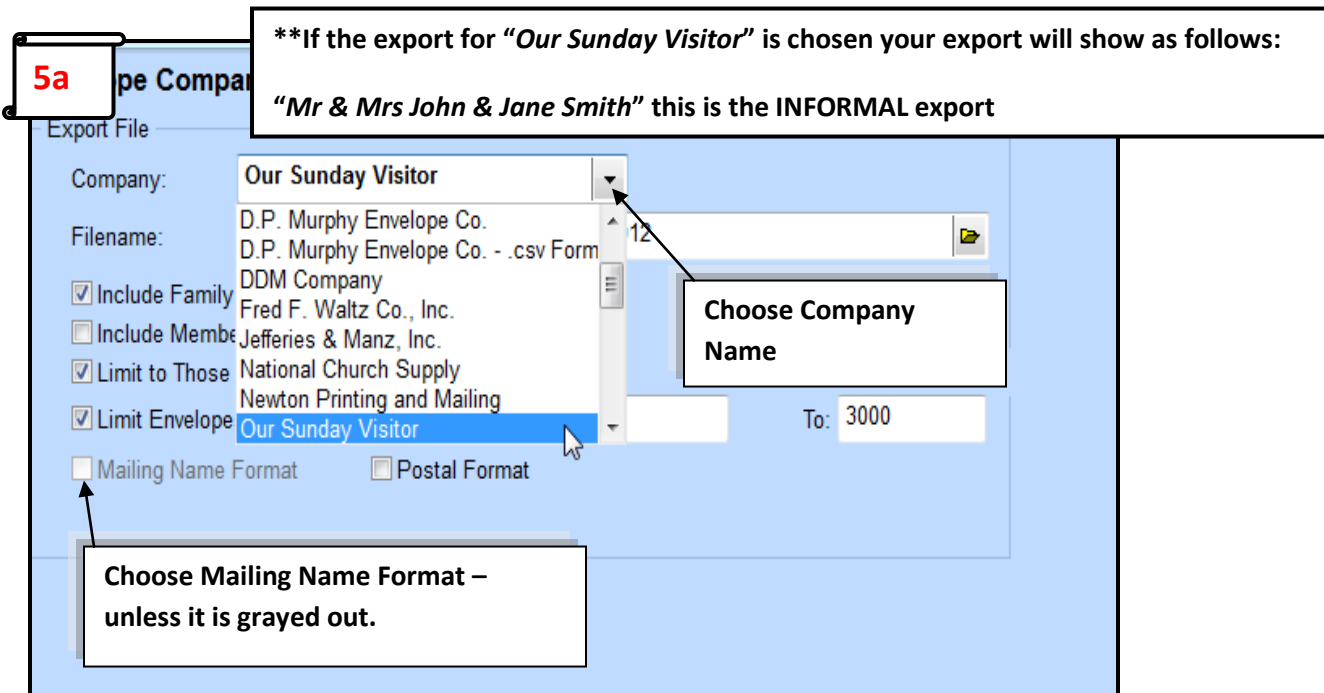 **If the export for “Our Sunday Visitor” is chosen your export will show as follows:
“Mr & Mrs John & Jane Smith” this is the INFORMAL export
5a
Export File
Company:
Our Sunday Visitor
D.P. Murphy Envelope Co.
D.P. Murphy Envelope Co. - .csv Form
DDM Company
Fred F. Waltz Co., Inc.
Jefferies & Manz, Inc.
National Church Supply
Newton Printing and Mailing
Our Sunday Visitor
Filename:
12
Choose Company
Name
Include Family
Include
Limit to Those
Limit Envelope
To: 3000
Mailing Name Format
Postal Format
Choose Mailing Name Format –
unless it is grayed out.